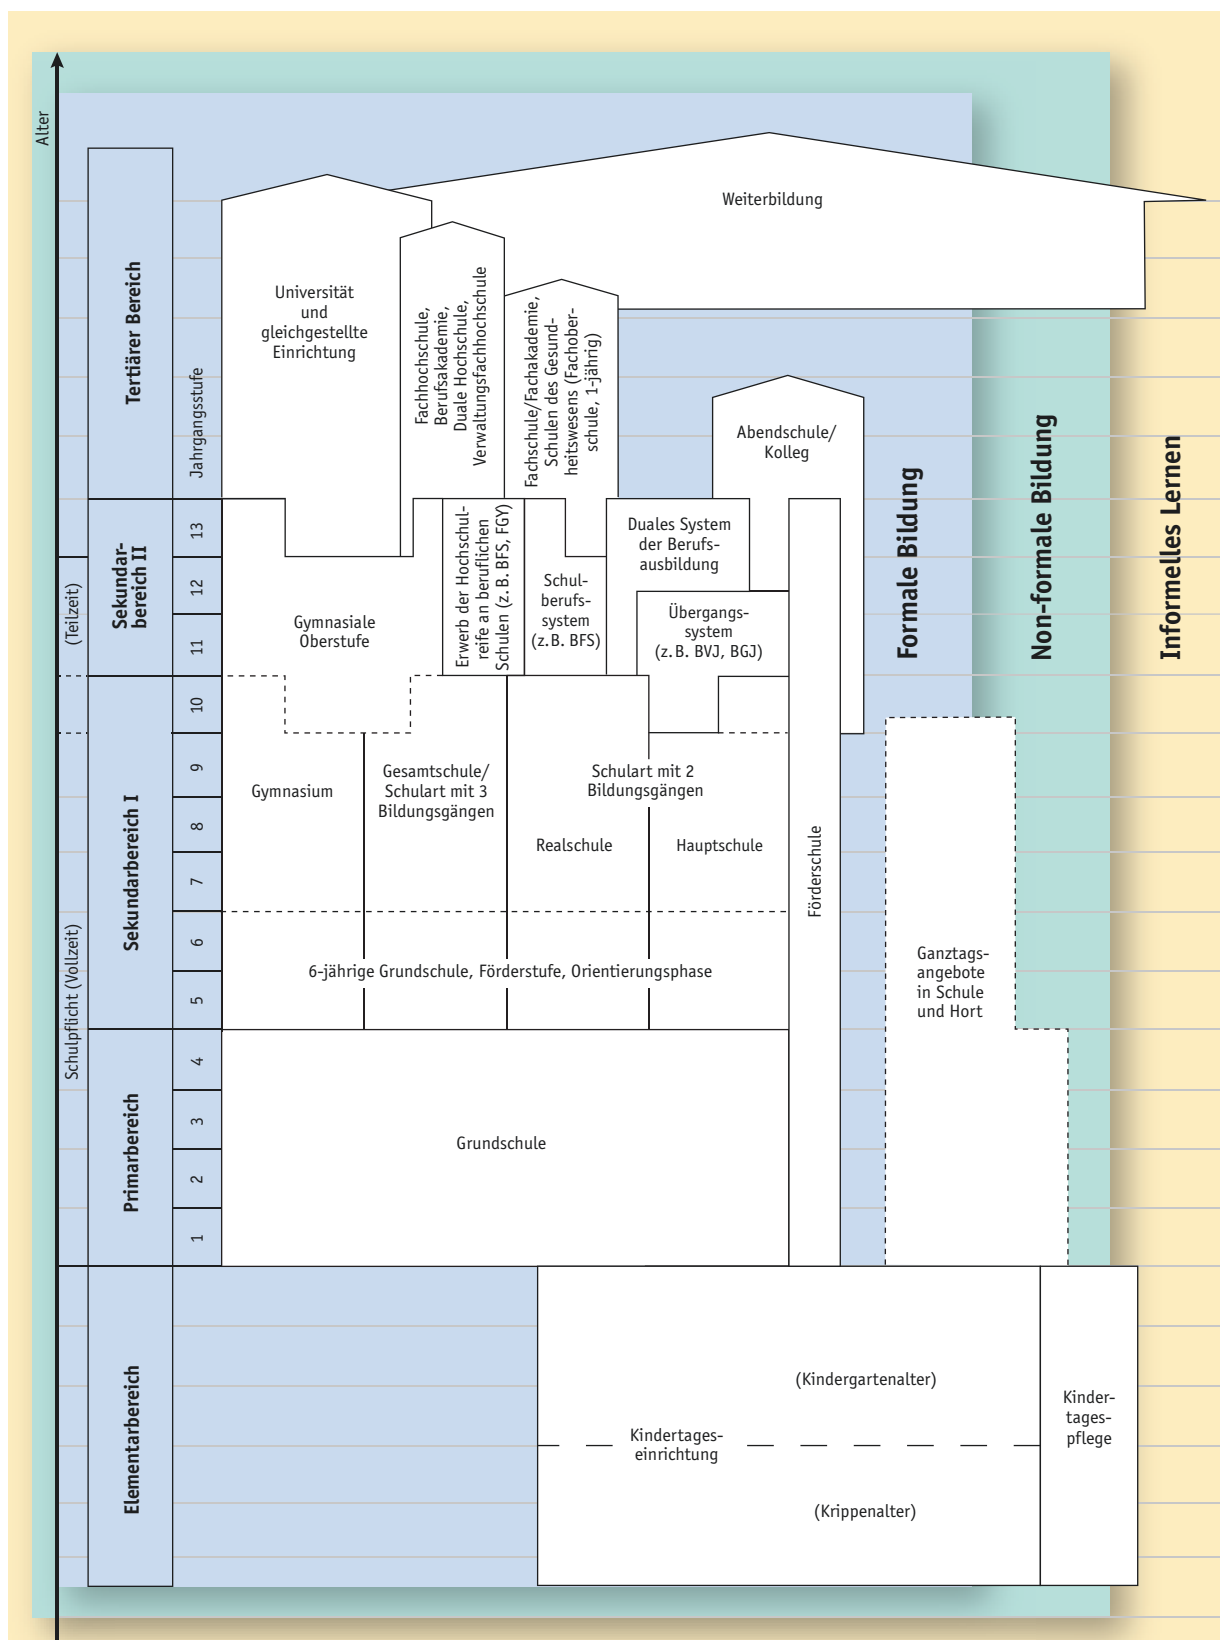 Alter
Weiterbildung
Tertiärer Bereich
Jahrgangsstufe
Universität
und
gleichgestellte
Einrichtung
Fachhochschule,
Berufsakademie,
Duale Hochschule,
Verwaltungsfachhochschule
Fachschule/Fachakademie,
Schulen des Gesund-
heitswesens (Fachober-
schule, 1-jährig)
Abendschule/
Kolleg
Formale Bildung
Non-formale Bildung
Informelles Lernen
(Teilzeit)
Sekundar-
bereich II
13
12
11
Gymnasiale
Oberstufe
Erwerb der Hochschul-
reife an beruflichen
Schulen (z. B. BFS, FGY)
Schul-
berufs-
system
(z. B. BFS)
Duales System
der Berufs-
ausbildung
Übergangs-
system
(z. B. BVJ, BGJ)
Schulpflicht (Vollzeit)
Sekundarbereich I
10
9
8
7
6
5
Gymnasium
Gesamtschule/
Schulart mit 3
Bildungsgängen
Schulart mit 2
Bildungsgängen
Realschule
Hauptschule
Förderschule
6-jährige Grundschule, Förderstufe, Orientierungsphase
Ganztags-
angebote
in Schule
und Hort
Primarbereich
4
3
2
1
Grundschule
Elementarbereich
(Kindergartenalter)
Kindertages-
einrichtung
(Krippenalter)
Kinder-
tages-
pflege